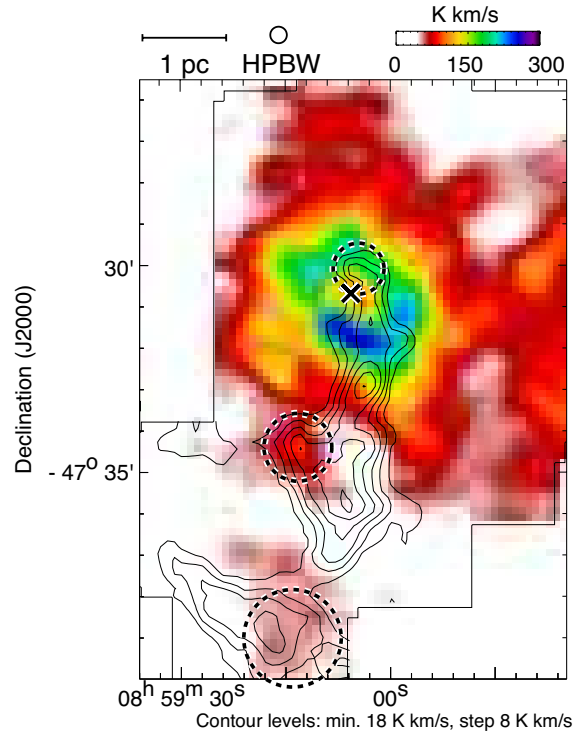 K km/s
1 pc HPBW 0 150 300
30'
Declination (J2000)
- 47° 35'
08h 59m 30s 00s
Contour levels: min. 18 K km/s, step 8 K km/s